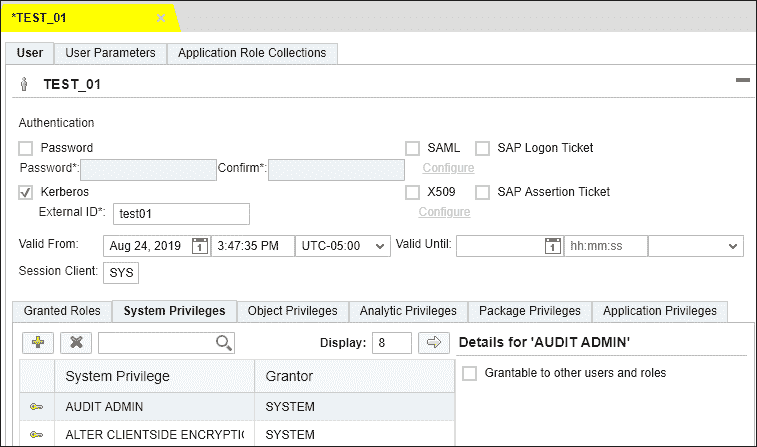 *TEST_01 ×
User User Parameters Application Role Collections
TEST_01
Authentication
Password SAML SAP Logon Ticket
Password*: Confirm*: Configure
Kerberos X509 SAP Assertion Ticket
External ID*: test01 Configure
Valid From: Aug 24, 2019 1 3:47:35 PM UTC-05:00 Valid Until: 1 hh:mm:ss
Session Client: SYS
Granted Roles System Privileges Object Privileges Analytic Privileges Package Privileges Application Privileges
Display: 8 Details for 'AUDIT ADMIN'
System Privilege Grantor Grantable to other users and roles
AUDIT ADMIN SYSTEM
ALTER CLIENTSIDE ENCRYPTIC SYSTEM